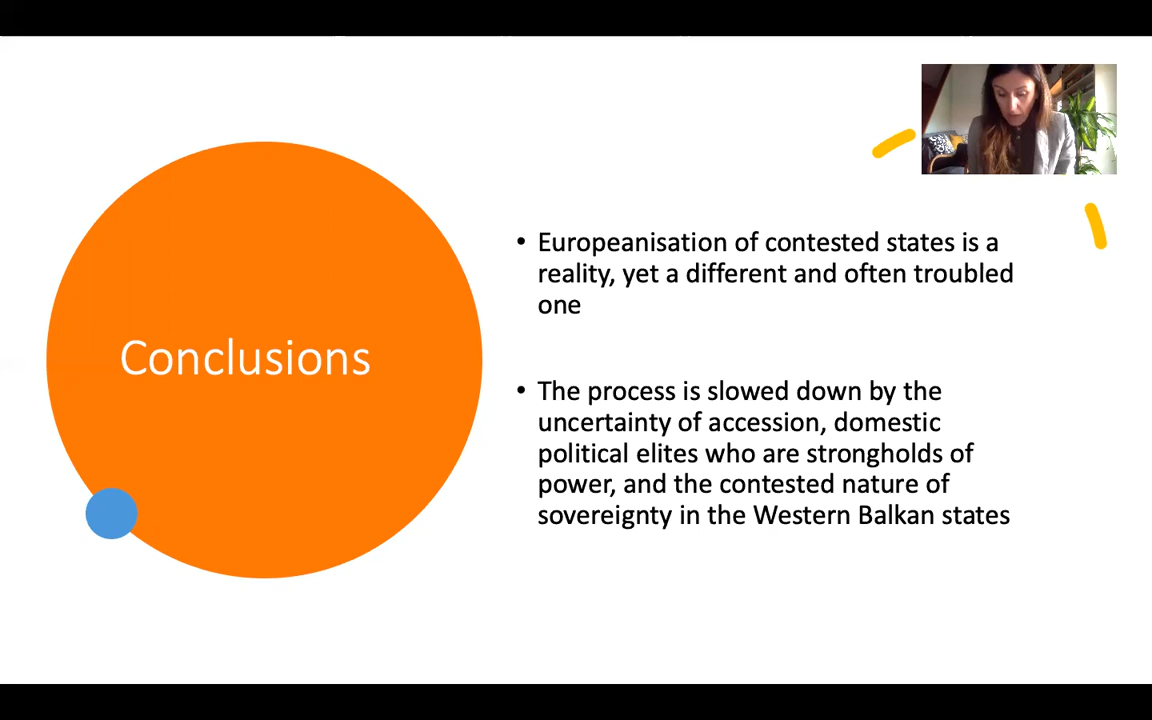 Conclusions
• Europeanisation of contested states is a
reality, yet a different and often troubled
one
• The process is slowed down by the
uncertainty of accession, domestic
political elites who are strongholds of
power, and the contested nature of
sovereignty in the Western Balkan states